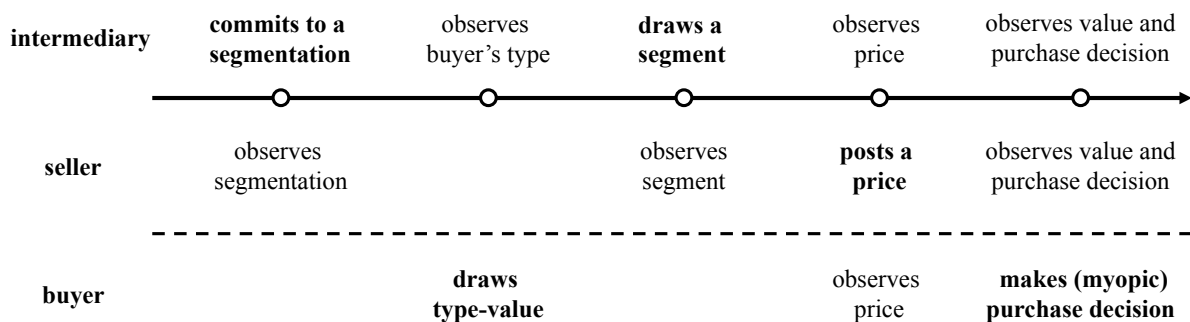 intermediary
commits to a
segmentation
observes
buyer's type
draws a
segment
observes
price
observes value and
purchase decision
seller
observes
segmentation
observes
segment
posts a
price
observes value and
purchase decision
buyer
draws
type-value
observes
price
makes (myopic)
purchase decision